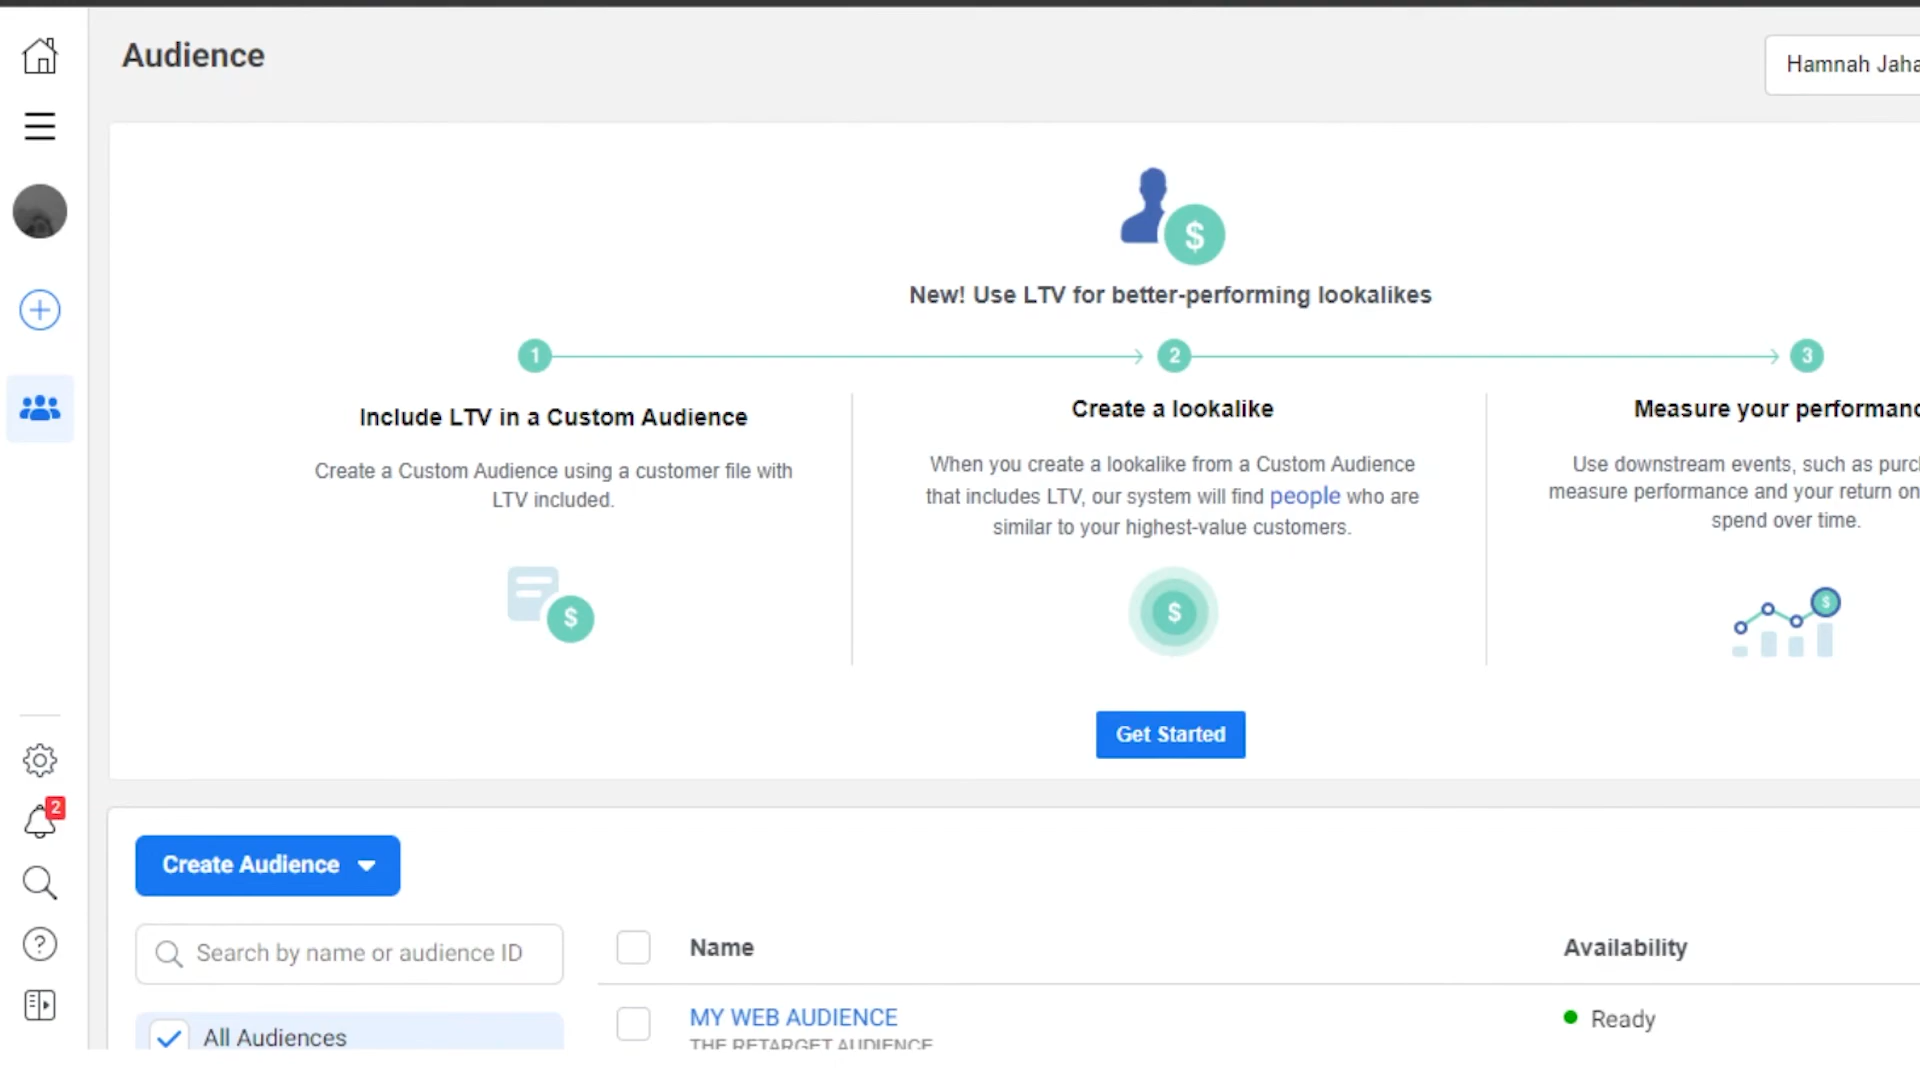 Audience
Hamnah Jaha
$
New! Use LTV for better-performing lookalikes
1
2
3
Include LTV in a Custom Audience
Create a Custom Audience using a customer file with
LTV included.
$
Create a lookalike
When you create a lookalike from a Custom Audience
that includes LTV, our system will find people who are
similar to your highest-value customers.
$
Measure your performanc
Use downstream events, such as purch
measure performance and your return on
spend over time.
$
Get Started
2
Create Audience
Search by name or audience ID
All Audiences
Name
Availability
MY WEB AUDIENCE
THE RETARGET AUDIENCE
Ready
?